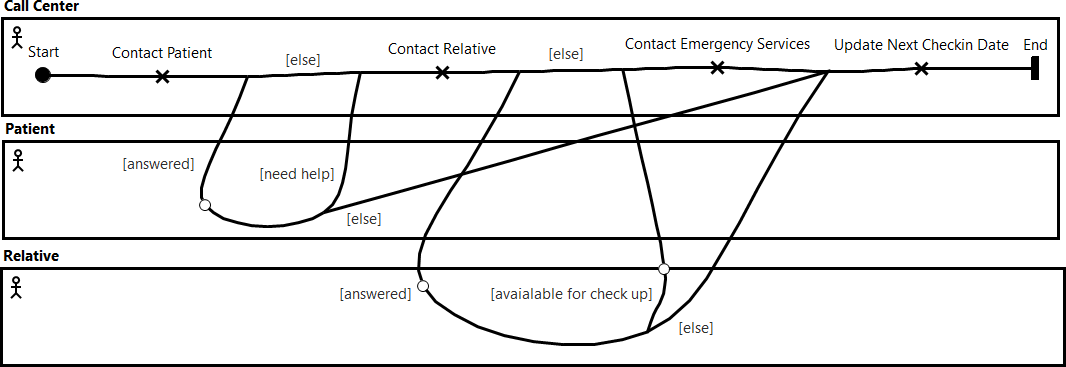 Call Center
Start
Contact Patient
[else]
Contact Relative
[else]
Contact Emergency Services
Update Next Checkin Date
End
Patient
[answered]
[need help]
[else]
Relative
[answered]
[avaialable for check up]
[else]